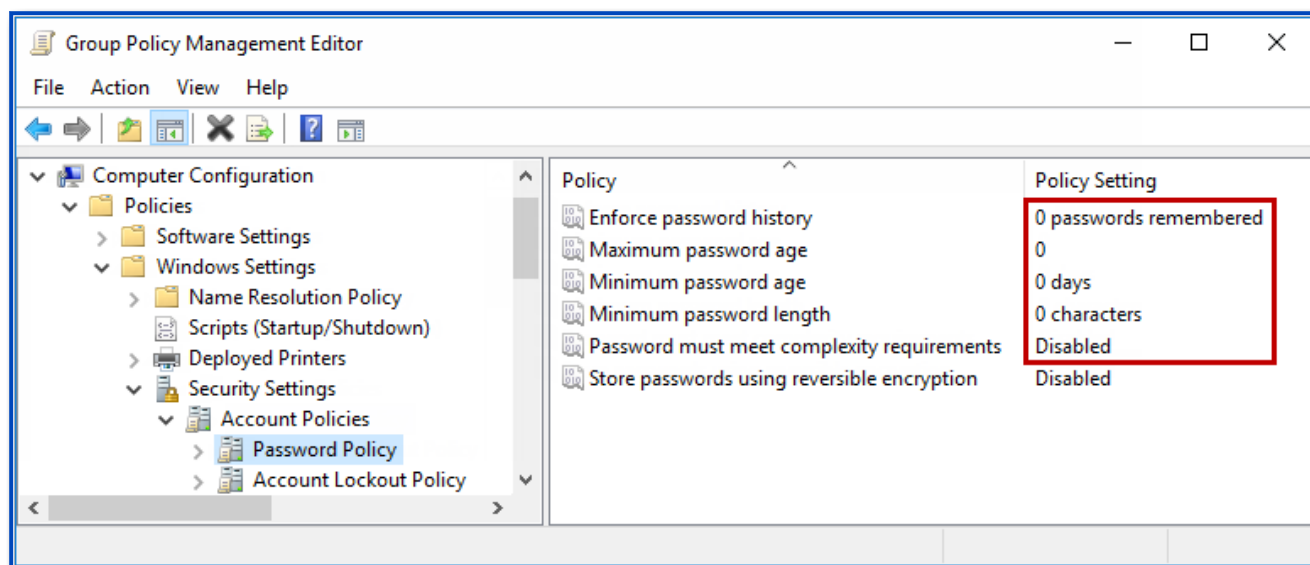 Group Policy Management Editor
File Action View Help
Computer Configuration
Policies
Software Settings
Windows Settings
Name Resolution Policy
Scripts (Startup/Shutdown)
Deployed Printers
Security Settings
Account Policies
Password Policy
Account Lockout Policy
Policy Policy Setting
Enforce password history 0 passwords remembered
Maximum password age 0
Minimum password age 0 days
Minimum password length 0 characters
Password must meet complexity requirements Disabled
Store passwords using reversible encryption Disabled